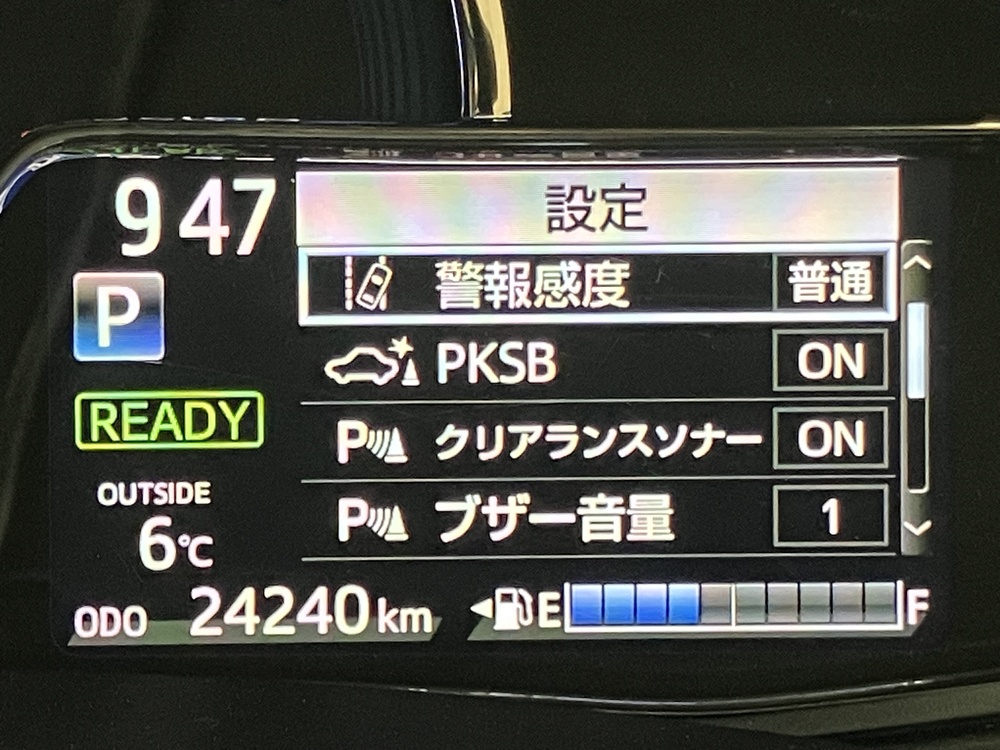 9 47
設定
警報感度 普通
P
PKSB ON
READY
P クリアランスソナー ON
OUTSIDE
6℃
P ブザー音量 1
ODO 24240 km
E F